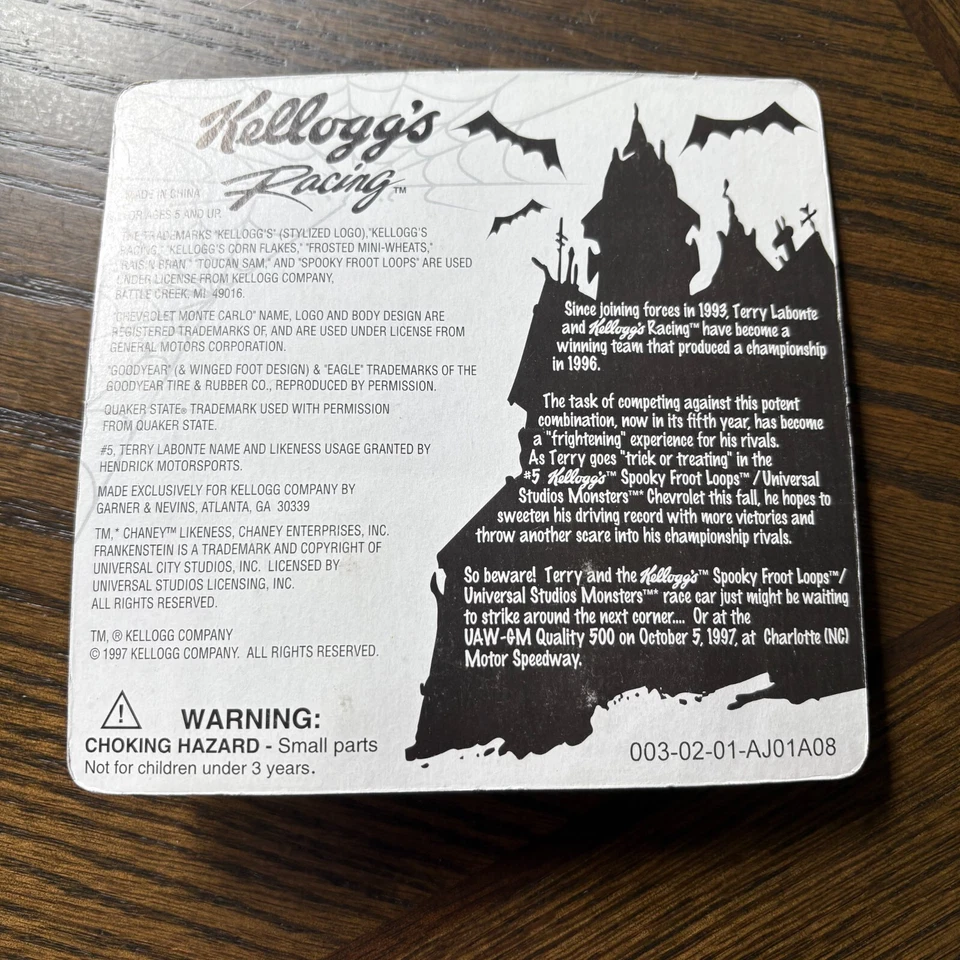 Kellogg's
Racing™
MADE IN CHINA
FOR AGES 5 AND UP.
THE TRADEMARKS "KELLOGG'S" (STYLIZED LOGO), "KELLOGG'S
RACING," "KELLOGG'S CORN FLAKES," "FROSTED MINI-WHEATS,"
"RAISIN BRAN," "TOUCAN SAM," AND "SPOOKY FROOT LOOPS" ARE USED
UNDER LICENSE FROM KELLOGG COMPANY,
BATTLE CREEK, MI 49016.
"CHEVROLET MONTE CARLO" NAME, LOGO AND BODY DESIGN ARE
REGISTERED TRADEMARKS OF, AND ARE USED UNDER LICENSE FROM
GENERAL MOTORS CORPORATION.
"GOODYEAR" (& WINGED FOOT DESIGN) & "EAGLE" TRADEMARKS OF THE
GOODYEAR TIRE & RUBBER CO., REPRODUCED BY PERMISSION.
QUAKER STATE® TRADEMARK USED WITH PERMISSION
FROM QUAKER STATE.
#5, TERRY LABONTE NAME AND LIKENESS USAGE GRANTED BY
HENDRICK MOTORSPORTS.
MADE EXCLUSIVELY FOR KELLOGG COMPANY BY
GARNER & NEVINS, ATLANTA, GA 30339
TM,* CHANEY™ LIKENESS, CHANEY ENTERPRISES, INC.
FRANKENSTEIN IS A TRADEMARK AND COPYRIGHT OF
UNIVERSAL CITY STUDIOS, INC. LICENSED BY
UNIVERSAL STUDIOS LICENSING, INC.
ALL RIGHTS RESERVED.
TM, ® KELLOGG COMPANY
© 1997 KELLOGG COMPANY. ALL RIGHTS RESERVED.
WARNING:
CHOKING HAZARD - Small parts
Not for children under 3 years.
Since joining forces in 1993, Terry Labonte
and Kellogg's Racing™ have become a
winning team that produced a championship
in 1996.
The task of competing against this potent
combination, now in its fifth year, has become
a "frightening" experience for his rivals.
As Terry goes "trick or treating" in the
#5 Kellogg's™ Spooky Froot Loops™ / Universal
Studios Monsters™* Chevrolet this fall, he hopes to
sweeten his driving record with more victories and
throw another scare into his championship rivals.
So beware! Terry and the Kellogg's™ Spooky Froot Loops™/
Universal Studios Monsters™* race car just might be waiting
to strike around the next corner.... Or at the
UAW-GM Quality 500 on October 5, 1997, at Charlotte (NC)
Motor Speedway.
003-02-01-AJ01A08